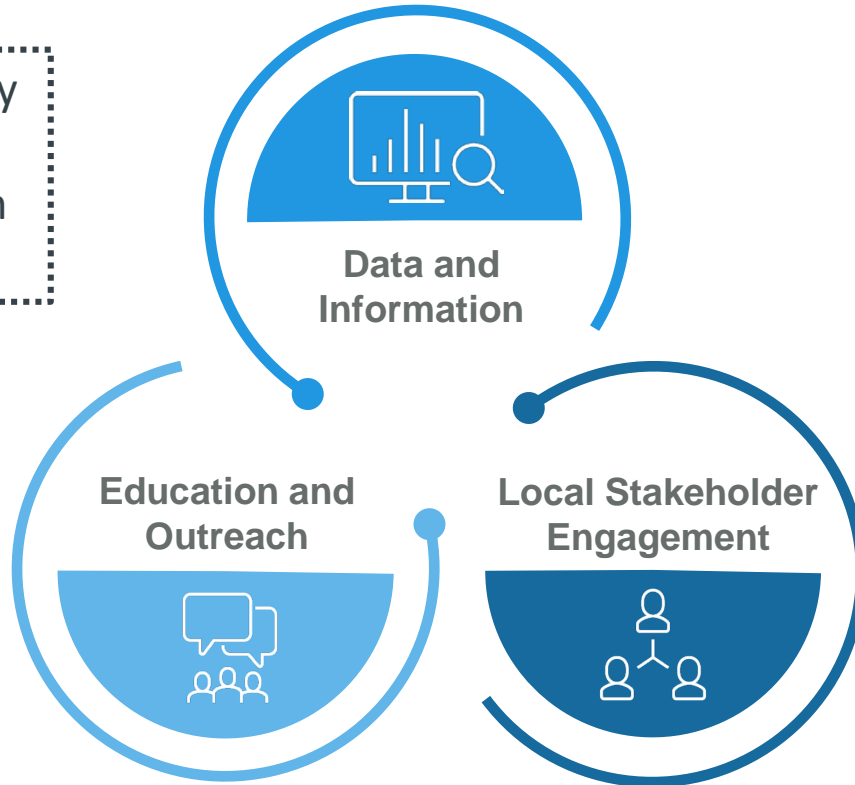 Data and
Information
Education and
Outreach
Local Stakeholder
Engagement